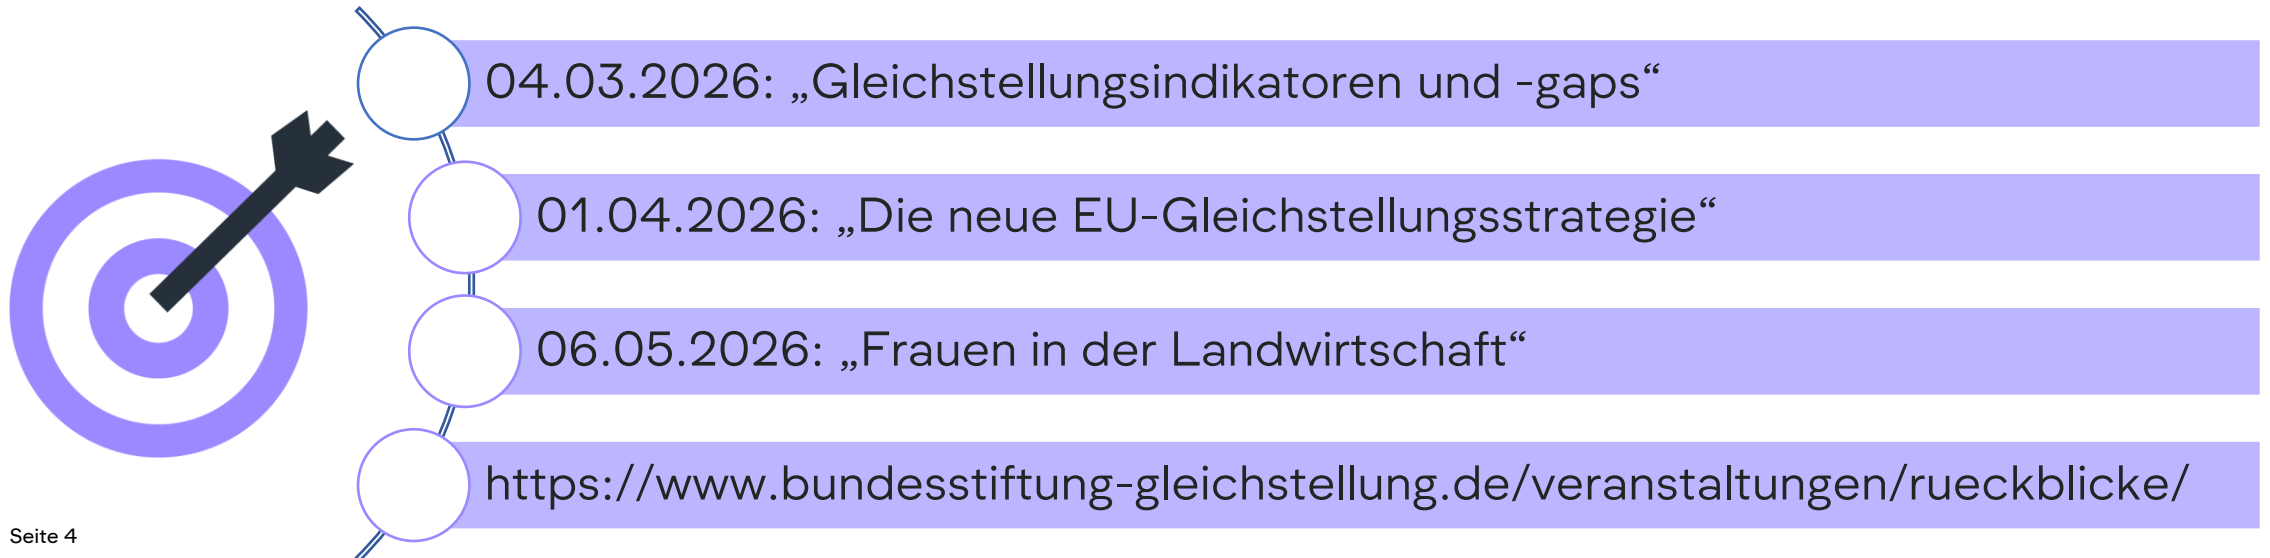 04.03.2026: „Gleichstellungsindikatoren und -gaps“
01.04.2026: „Die neue EU-Gleichstellungsstrategie“
06.05.2026: „Frauen in der Landwirtschaft“
https://www.bundesstiftung-gleichstellung.de/veranstaltungen/rueckblicke/
Seite 4